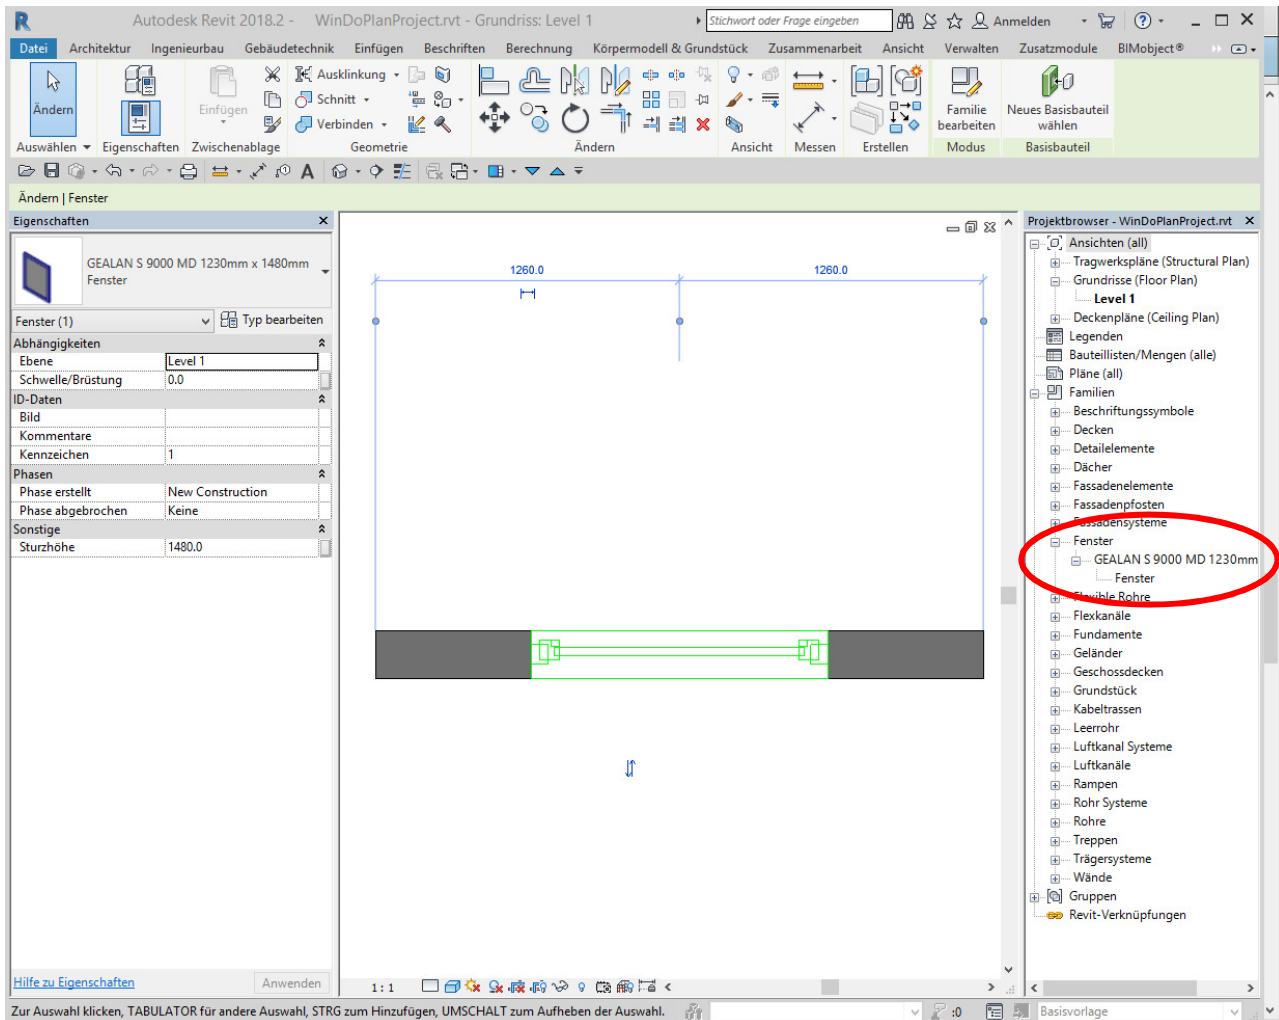 Autodesk Revit 2018.2 - WinDoPlanProject.rvt - Grundriss: Level 1 Stichwort oder Frage eingeben Anmelden
Datei Architektur Ingenieurbau Gebäudetechnik Einfügen Beschriften Berechnung Körpermodell & Grundstück Zusammenarbeit Ansicht Verwalten Zusatzmodule BIMobject®
Ändern
Einfügen
Ausklinkung
Schnitt
Verbinden
Familie bearbeiten
Neues Basisbauteil wählen
Auswählen Eigenschaften Zwischenablage Geometrie Ändern Ansicht Messen Erstellen Modus Basisbauteil
Ändern | Fenster
Eigenschaften
GEALAN S 9000 MD 1230mm x 1480mm
Fenster
Fenster (1) Typ bearbeiten
Abhängigkeiten
Ebene Level 1
Schwelle/Brüstung 0.0
ID-Daten
Bild
Kommentare
Kennzeichen 1
Phasen
Phase erstellt New Construction
Phase abgebrochen Keine
Sonstige
Sturzhöhe 1480.0
Hilfe zu Eigenschaften Anwenden
1260.0 1260.0
1 : 1
Projektbrowser - WinDoPlanProject.rvt
Ansichten (all)
Tragwerkspläne (Structural Plan)
Grundrisse (Floor Plan)
Level 1
Deckenpläne (Ceiling Plan)
Legenden
Bauteillisten/Mengen (alle)
Pläne (all)
Familien
Beschriftungssymbole
Decken
Detailelemente
Dächer
Fassadenelemente
Fassadenpfosten
Fassadensysteme
Fenster
GEALAN S 9000 MD 1230mm
Fenster
Flexible Rohre
Flexkanäle
Fundamente
Geländer
Geschossdecken
Grundstück
Kabeltrassen
Leerrohr
Luftkanal Systeme
Luftkanäle
Rampen
Rohr Systeme
Rohre
Treppen
Trägersysteme
Wände
Gruppen
Revit-Verknüpfungen
Zur Auswahl klicken, TABULATOR für andere Auswahl, STRG zum Hinzufügen, UMSCHALT zum Aufheben der Auswahl. :0 Basisvorlage